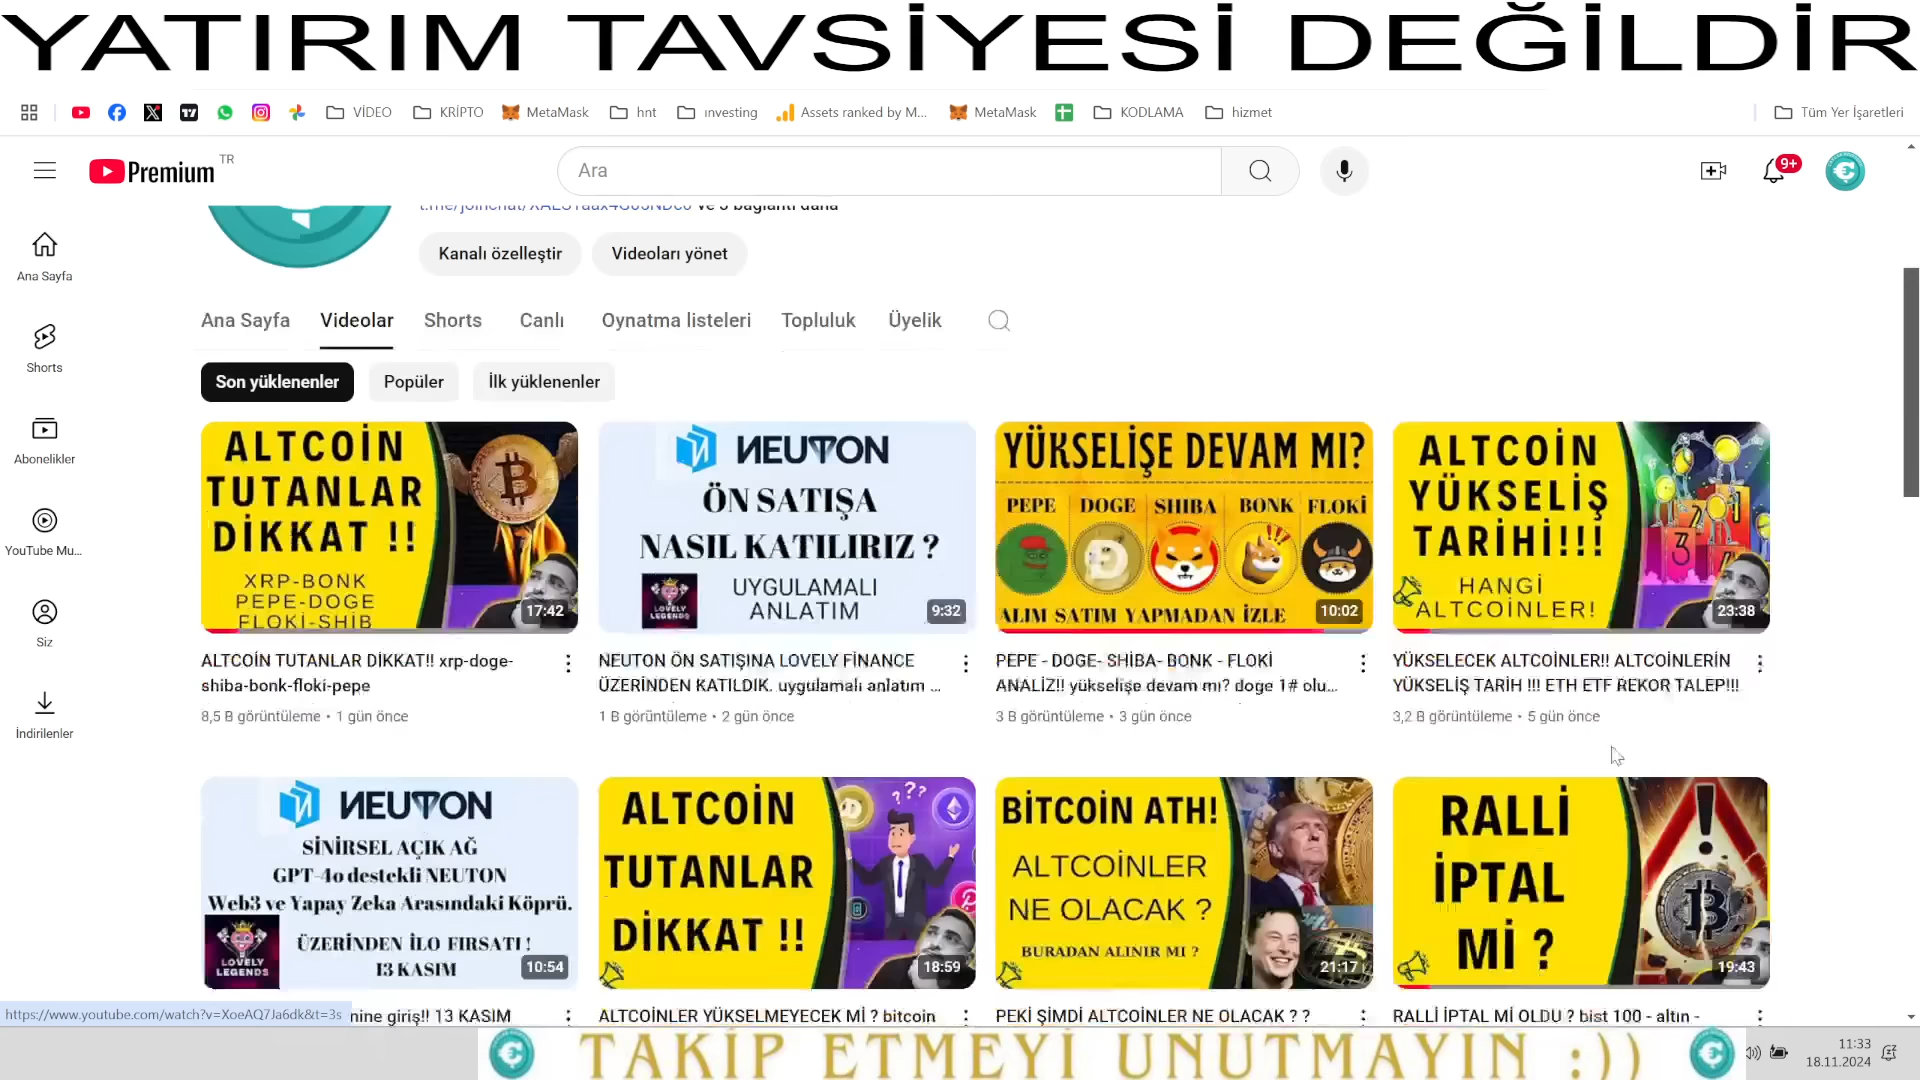 YATIRIM TAVSİYESİ DEĞİLDİR
VİDEO KRİPTO MetaMask hnt ınvesting Assets ranked by M... MetaMask KODLAMA hizmet Tüm Yer İşaretleri
Premium TR
Ara
9+
ve 3 bağlantı daha
Kanalı özelleştir Videoları yönet
Ana Sayfa
Shorts
Abonelikler
YouTube Mu...
Siz
İndirilenler
Ana Sayfa Videolar Shorts Canlı Oynatma listeleri Topluluk Üyelik
Son yüklenenler Popüler İlk yüklenenler
ALTCOİN
TUTANLAR
DİKKAT !!
XRP-BONK
PEPE-DOGE
FLOKİ-SHİB
17:42
NEUTON
ÖN SATIŞA
NASIL KATILIRIZ ?
UYGULAMALI
ANLATIM
LOVELY
LEGENDS
9:32
YÜKSELİŞE DEVAM MI?
PEPE DOGE SHIBA BONK FLOKİ
ALIM SATIM YAPMADAN İZLE
10:02
ALTCOİN
YÜKSELİŞ
TARİHİ!!!
HANGİ
ALTCOİNLER!
23:38
ALTCOİN TUTANLAR DİKKAT!! xrp-doge-
shiba-bonk-floki-pepe
8,5 B görüntüleme • 1 gün önce
NEUTON ÖN SATIŞINA LOVELY FİNANCE
ÜZERİNDEN KATILDIK. uygulamalı anlatım ...
1 B görüntüleme • 2 gün önce
PEPE - DOGE- SHIBA- BONK - FLOKİ
ANALİZ!! yükselişe devam mı? doge 1# olu...
3 B görüntüleme • 3 gün önce
YÜKSELECEK ALTCOİNLER!! ALTCOİNLERİN
YÜKSELİŞ TARİH !!! ETH ETF REKOR TALEP!!!
3,2 B görüntüleme • 5 gün önce
NEUTON
SİNİRSEL AÇIK AĞ
GPT-4o destekli NEUTON
Web3 ve Yapay Zeka Arasındaki Köprü.
ÜZERİNDEN İLO FIRSATI !
13 KASIM
LOVELY
LEGENDS
10:54
ALTCOİN
TUTANLAR
DİKKAT !!
???
18:59
BİTCOİN ATH!
ALTCOİNLER
NE OLACAK ?
BURADAN ALINIR MI ?
21:17
RALLİ
İPTAL
Mİ ?
19:43
https://www.youtube.com/watch?v=XoeAQ7Ja6dk&t=3s
nine giriş!! 13 KASIM
ALTCOİNLER YÜKSELMEYECEK Mİ ? bitcoin
PEKİ ŞİMDİ ALTCOİNLER NE OLACAK ? ?
RALLİ İPTAL Mİ OLDU ? bist 100 - altın -
TAKİP ETMEYİ UNUTMAYIN :))
11:33
18.11.2024